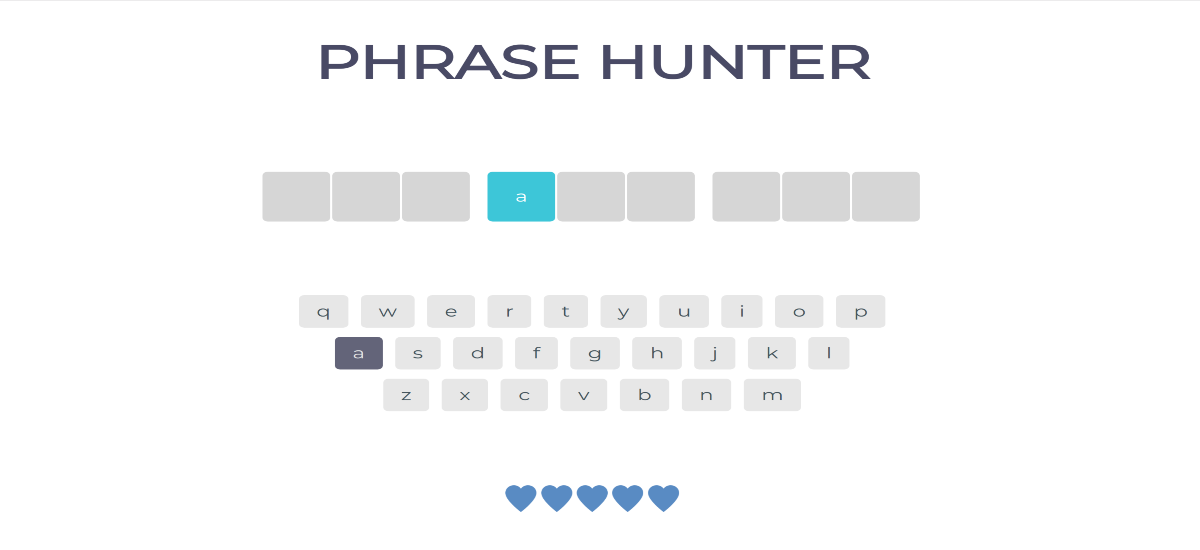 PHRASE HUNTER
a
q w e r t y u i o p
a s d f g h j k l
z x c v b n m